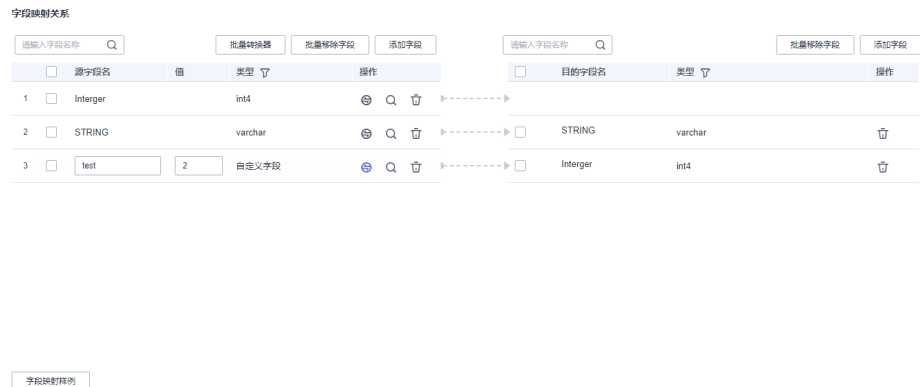 字段映射关系
请输入字段名称 批量转换器 批量移除字段 添加字段 请输入字段名称 批量移除字段 添加字段
源字段名 值 类型 操作 目的字段名 类型 操作
1 Interger int4
2 STRING varchar STRING varchar
3 test 2 自定义字段 Interger int4
字段映射样例